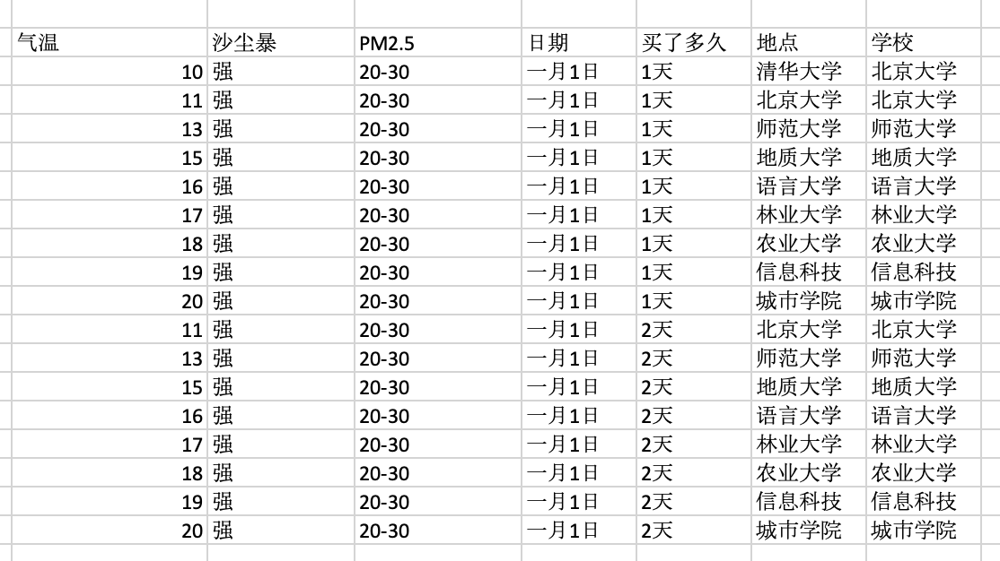 气温 沙尘暴 PM2.5 日期 买了多久 地点 学校
10 强 20-30 一月1日 1天 清华大学 北京大学
11 强 20-30 一月1日 1天 北京大学 北京大学
13 强 20-30 一月1日 1天 师范大学 师范大学
15 强 20-30 一月1日 1天 地质大学 地质大学
16 强 20-30 一月1日 1天 语言大学 语言大学
17 强 20-30 一月1日 1天 林业大学 林业大学
18 强 20-30 一月1日 1天 农业大学 农业大学
19 强 20-30 一月1日 1天 信息科技 信息科技
20 强 20-30 一月1日 1天 城市学院 城市学院
11 强 20-30 一月1日 2天 北京大学 北京大学
13 强 20-30 一月1日 2天 师范大学 师范大学
15 强 20-30 一月1日 2天 地质大学 地质大学
16 强 20-30 一月1日 2天 语言大学 语言大学
17 强 20-30 一月1日 2天 林业大学 林业大学
18 强 20-30 一月1日 2天 农业大学 农业大学
19 强 20-30 一月1日 2天 信息科技 信息科技
20 强 20-30 一月1日 2天 城市学院 城市学院